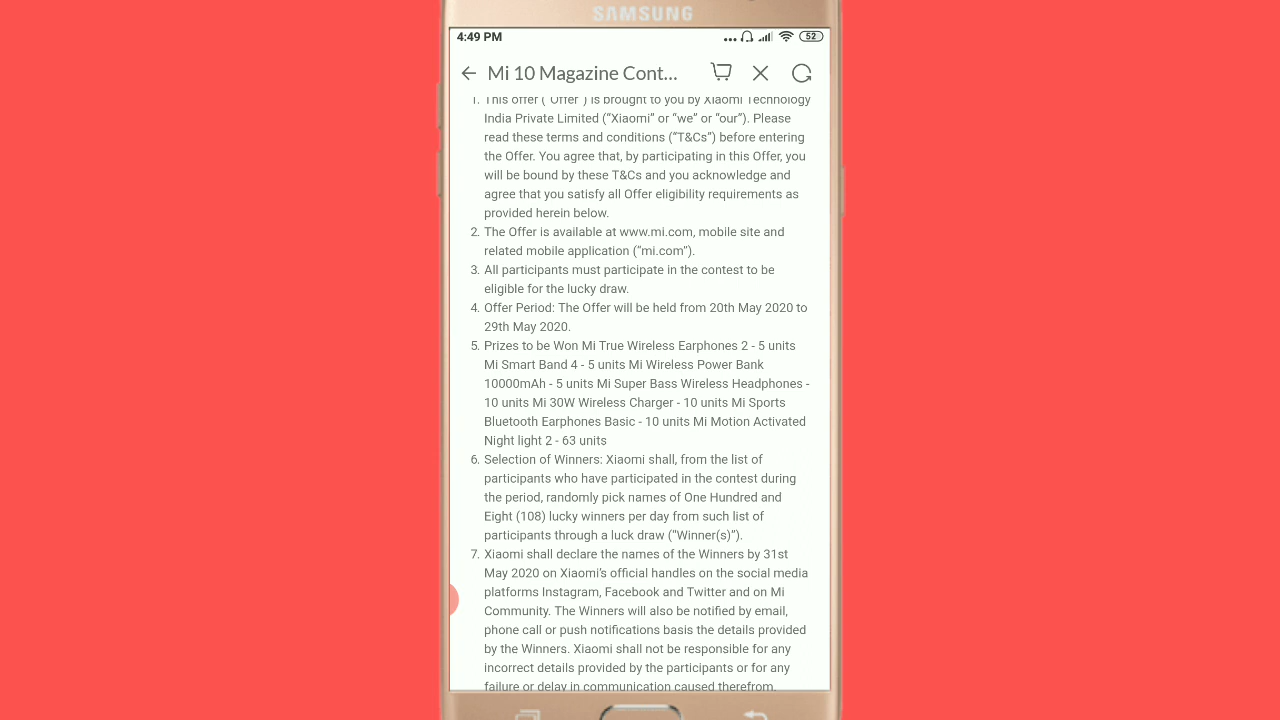 SAMSUNG
4:49 PM
52
Mi 10 Magazine Cont...
1. This offer ("Offer") is brought to you by Xiaomi Technology
India Private Limited (“Xiaomi” or “we” or “our”). Please
read these terms and conditions (“T&Cs”) before entering
the Offer. You agree that, by participating in this Offer, you
will be bound by these T&Cs and you acknowledge and
agree that you satisfy all Offer eligibility requirements as
provided herein below.
2. The Offer is available at www.mi.com, mobile site and
related mobile application (“mi.com”).
3. All participants must participate in the contest to be
eligible for the lucky draw.
4. Offer Period: The Offer will be held from 20th May 2020 to
29th May 2020.
5. Prizes to be Won Mi True Wireless Earphones 2 - 5 units
Mi Smart Band 4 - 5 units Mi Wireless Power Bank
10000mAh - 5 units Mi Super Bass Wireless Headphones -
10 units Mi 30W Wireless Charger - 10 units Mi Sports
Bluetooth Earphones Basic - 10 units Mi Motion Activated
Night light 2 - 63 units
6. Selection of Winners: Xiaomi shall, from the list of
participants who have participated in the contest during
the period, randomly pick names of One Hundred and
Eight (108) lucky winners per day from such list of
participants through a luck draw (“Winner(s)”).
7. Xiaomi shall declare the names of the Winners by 31st
May 2020 on Xiaomi’s official handles on the social media
platforms Instagram, Facebook and Twitter and on Mi
Community. The Winners will also be notified by email,
phone call or push notifications basis the details provided
by the Winners. Xiaomi shall not be responsible for any
incorrect details provided by the participants or for any
failure or delay in communication caused therefrom.